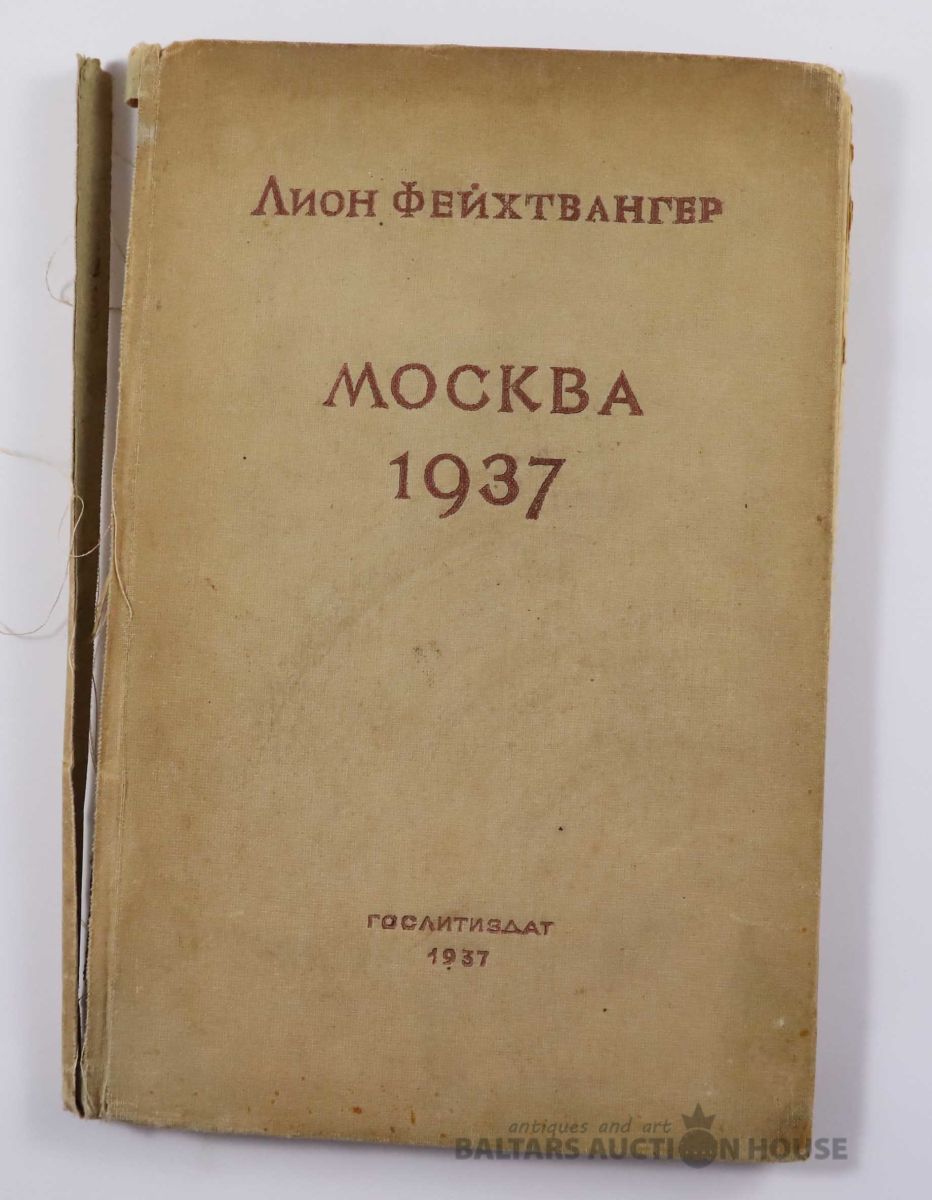 Лион Фейхтвангер
Москва
1937
Гослитиздат
1937
antiques and art
BALTARS AUCTION HOUSE